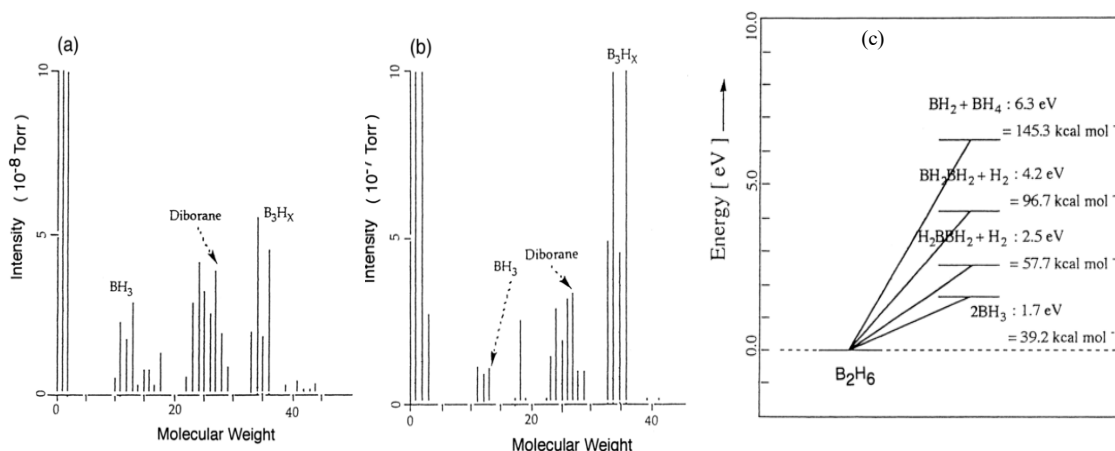 (a)
10
5
0
Intensity ( 10⁻⁸ Torr)
BH₃
Diborane
B₃Hₓ
0 20 40
Molecular Weight
(b)
B₃Hₓ
10
5
0
Intensity ( 10⁻⁷ Torr)
BH₃
Diborane
0 20 40
Molecular Weight
(c)
10.0
5.0
0.0
Energy [ eV ]
BH₂ + BH₄ : 6.3 eV
= 145.3 kcal mol⁻
BH₂BH₂ + H₂ : 4.2 eV
= 96.7 kcal mol⁻
H₂BBH₂ + H₂ : 2.5 eV
= 57.7 kcal mol⁻
2BH₃ : 1.7 eV
= 39.2 kcal mol⁻
B₂H₆